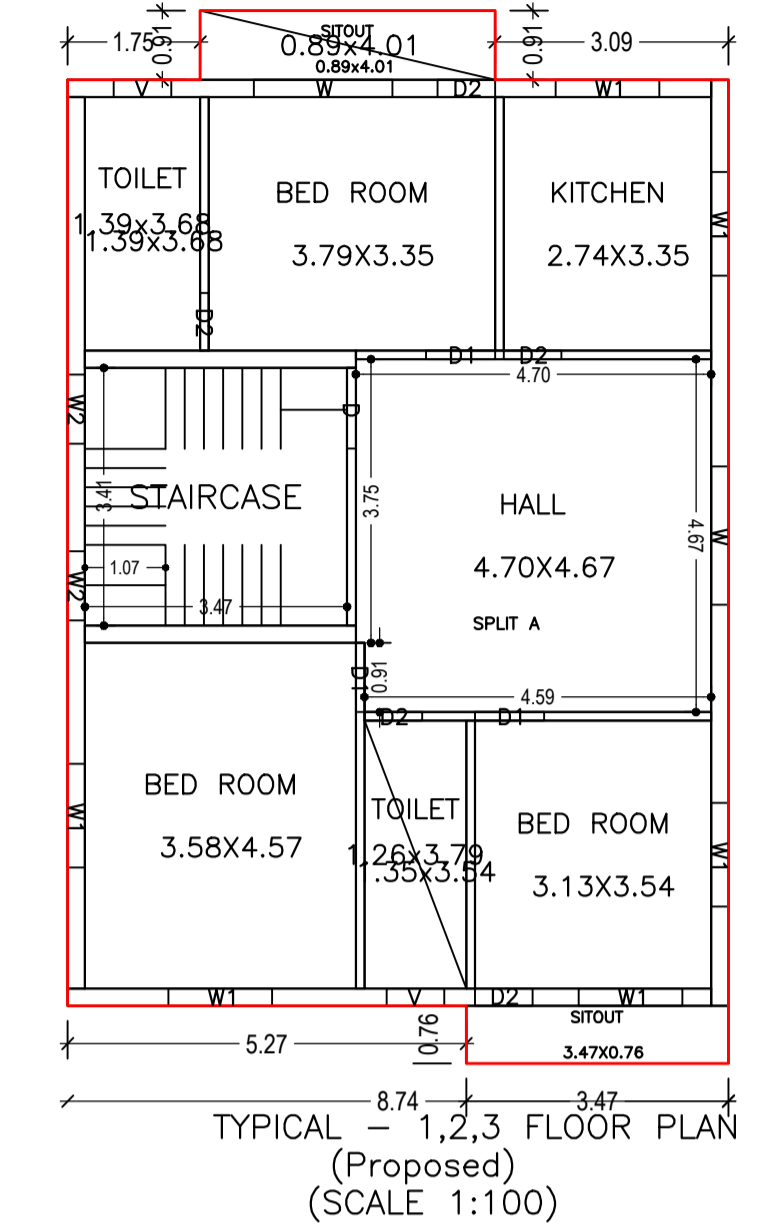 SITOUT
0.89x4.01
0.89x4.01
1.75
0.91
0.91
3.09
V
W
D2
W1
TOILET
1.39x3.68
1.39x3.68
BED ROOM
3.79X3.35
KITCHEN
2.74X3.35
W1
D2
D1
D2
4.70
W2
D
3.41
STAIRCASE
3.75
HALL
4.70X4.67
4.67
W
SPLIT A
W2
1.07
3.47
D1
0.91
4.59
D2
D1
BED ROOM
3.58X4.57
W1
TOILET
1.26x3.79
.35x3.54
BED ROOM
3.13X3.54
W1
W1
V
D2
W1
SITOUT
3.47X0.76
0.76
5.27
8.74
3.47
TYPICAL - 1,2,3 FLOOR PLAN
(Proposed)
(SCALE 1:100)